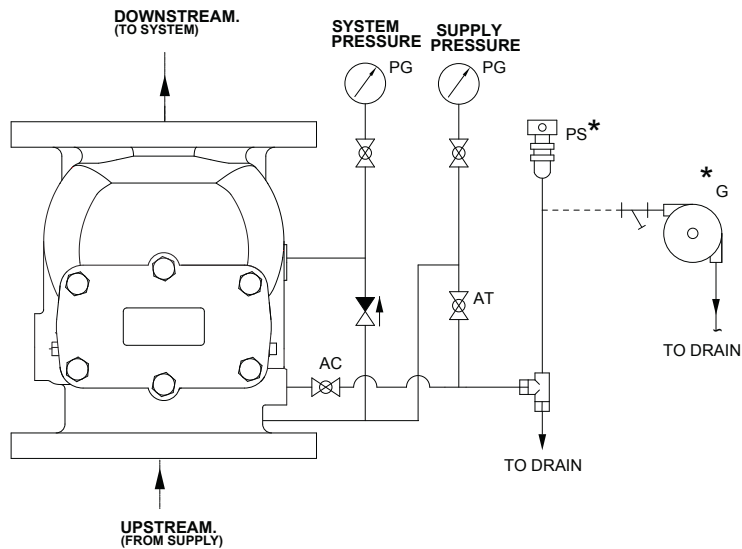 DOWNSTREAM.
(TO SYSTEM)
SYSTEM
PRESSURE
SUPPLY
PRESSURE
PG
PG
PS*
*
G
AT
TO DRAIN
AC
TO DRAIN
UPSTREAM.
(FROM SUPPLY)